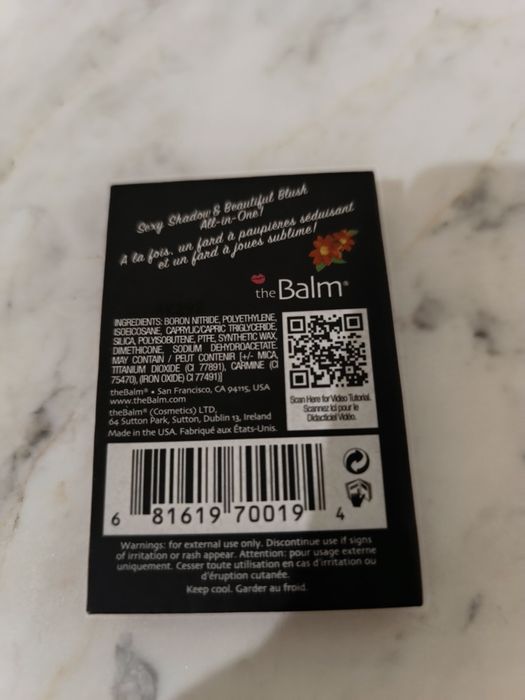 Sexy Shadow & Beautiful Blush
All-in-One!
A la fois, un fard à paupières séduisant
et un fard à joues sublime!
theBalm®
INGREDIENTS: BORON NITRIDE, POLYETHYLENE,
ISOEICOSANE, CAPRYLIC/CAPRIC TRIGLYCERIDE,
SILICA, POLYISOBUTENE, PTFE, SYNTHETIC WAX,
DIMETHICONE, SODIUM DEHYDROACETATE.
MAY CONTAIN / PEUT CONTENIR [+/- MICA,
TITANIUM DIOXIDE (CI 77891), CARMINE (CI
75470), (IRON OXIDE) CI 77491)]
theBalm® • San Francisco, CA 94115, USA
www.theBalm.com
theBalm® (Cosmetics) LTD,
64 Sutton Park, Sutton, Dublin 13, Ireland
Made in the USA. Fabriqué aux États-Unis.
Scan Here for Video Tutorial.
Scannez Ici pour le
Didacticiel Vidéo.
6 81619 70019 4
Warnings: for external use only. Discontinue use if signs
of irritation or rash appear. Attention: pour usage externe
uniquement. Cesser toute utilisation en cas d'irritation ou
d'éruption cutanée.
Keep cool. Garder au froid.